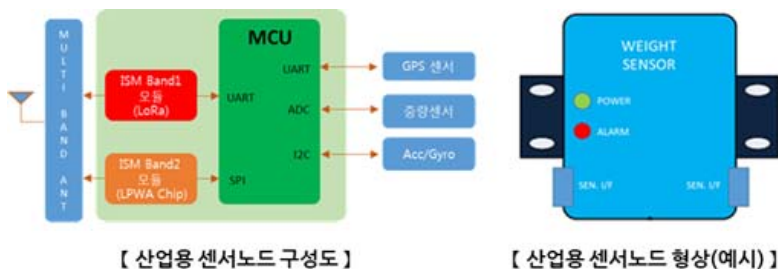 MULTI BAND ANT
ISM Band1
모듈
(LoRa)
ISM Band2
모듈
(LPWA Chip)
MCU
UART
UART
ADC
I2C
SPI
GPS 센서
중량센서
Acc/Gyro
【 산업용 센서노드 구성도 】
WEIGHT
SENSOR
POWER
ALARM
SEN. I/F
SEN. I/F
【 산업용 센서노드 형상(예시) 】